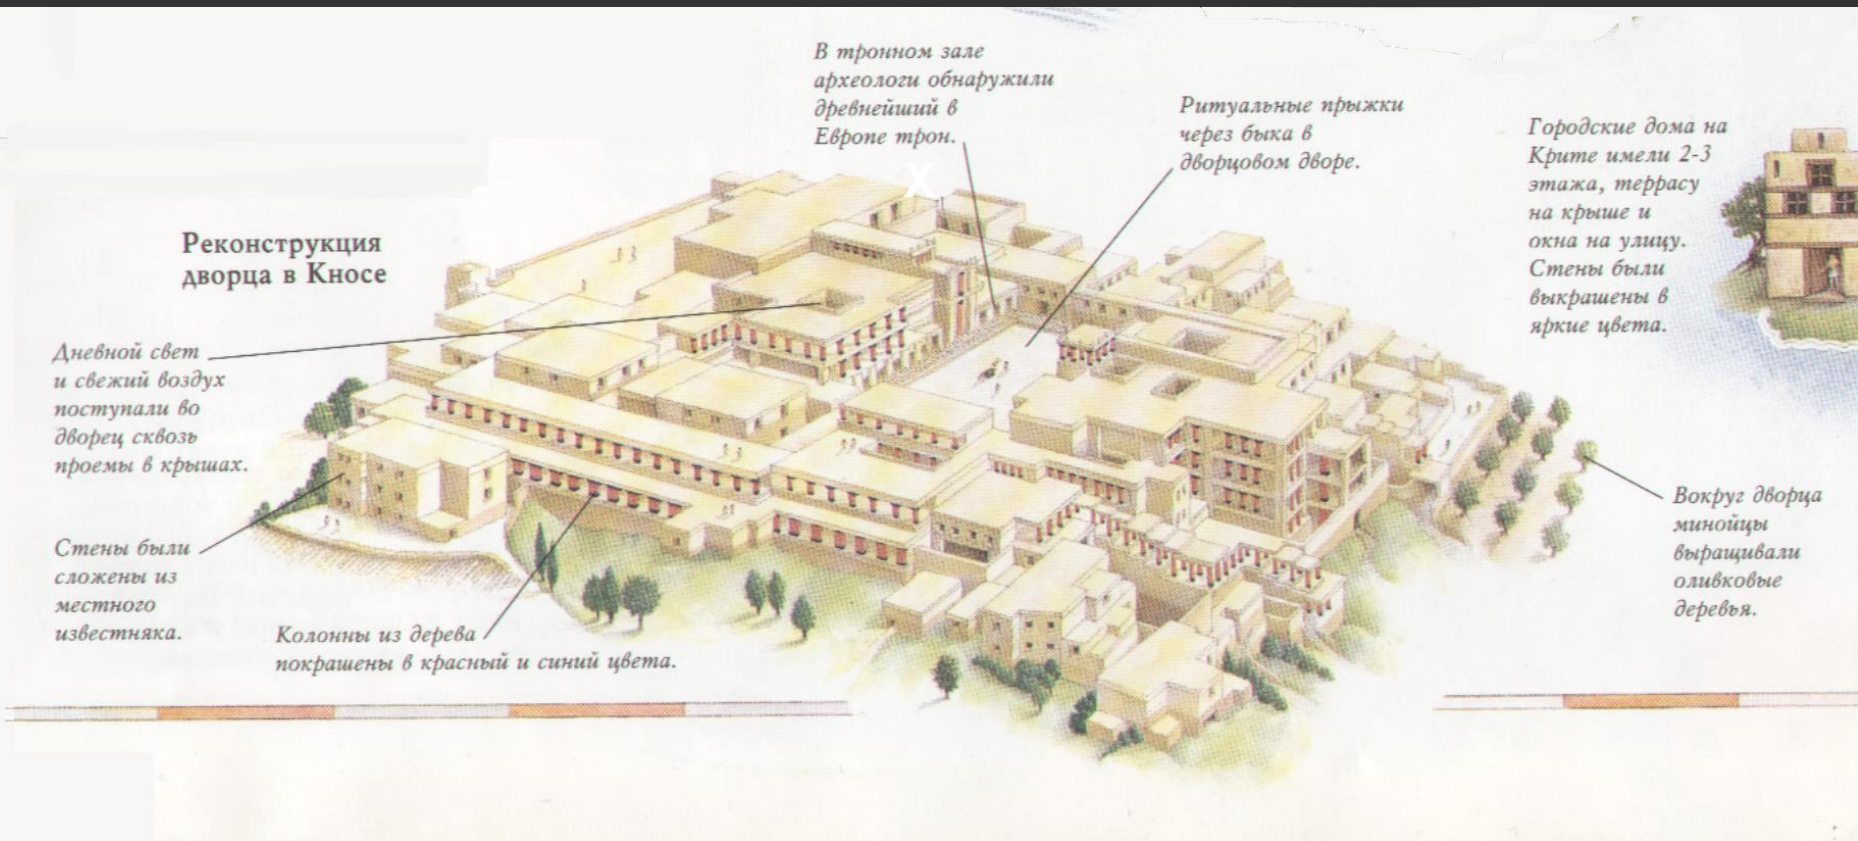 В тронном зале
археологи обнаружили
древнейший в
Европе трон.
Ритуальные прыжки
через быка в
дворцовом дворе.
Городские дома на
Крите имели 2-3
этажа, террасу
на крыше и
окна на улицу.
Стены были
выкрашены в
яркие цвета.
X
Реконструкция
дворца в Кносе
Дневной свет
и свежий воздух
поступали во
дворец сквозь
проемы в крышах.
Стены были
сложены из
местного
известняка.
Колонны из дерева
покрашены в красный и синий цвета.
Вокруг дворца
минойцы
выращивали
оливковые
деревья.